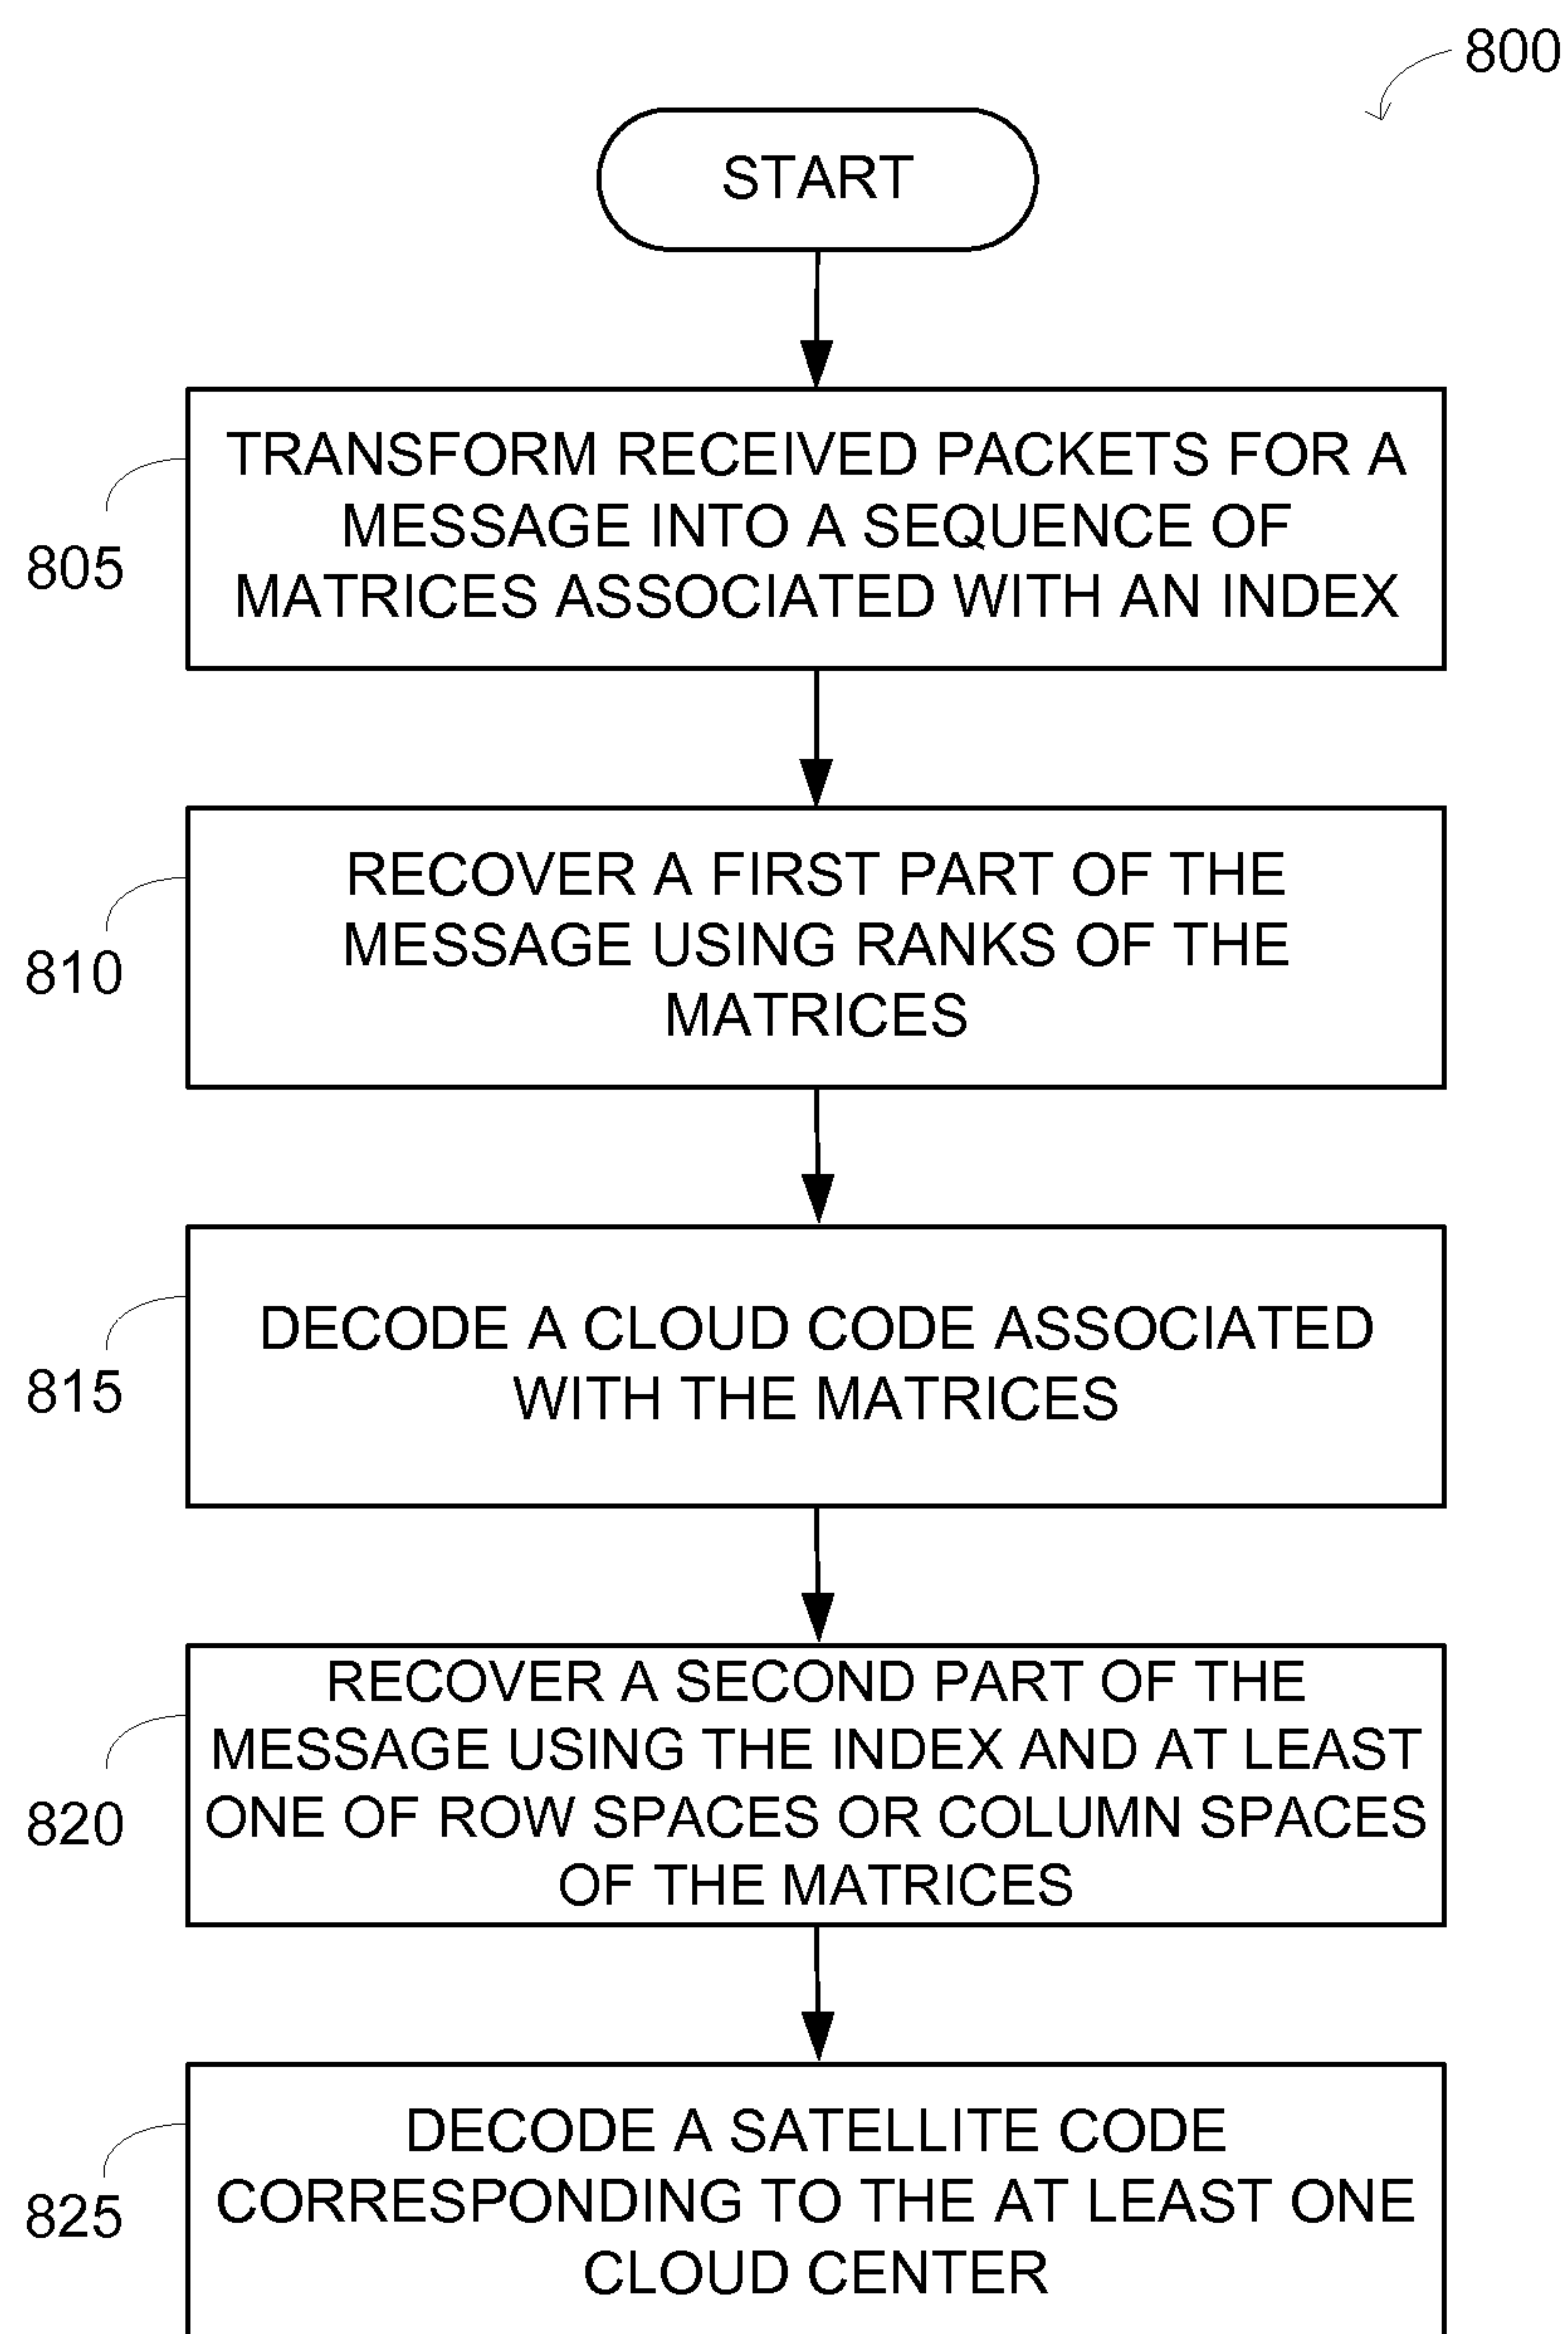 800
START
TRANSFORM RECEIVED PACKETS FOR A
MESSAGE INTO A SEQUENCE OF
MATRICES ASSOCIATED WITH AN INDEX
805
RECOVER A FIRST PART OF THE
MESSAGE USING RANKS OF THE
MATRICES
810
DECODE A CLOUD CODE ASSOCIATED
WITH THE MATRICES
815
RECOVER A SECOND PART OF THE
MESSAGE USING THE INDEX AND AT LEAST
ONE OF ROW SPACES OR COLUMN SPACES
OF THE MATRICES
820
DECODE A SATELLITE CODE
CORRESPONDING TO THE AT LEAST ONE
CLOUD CENTER
825